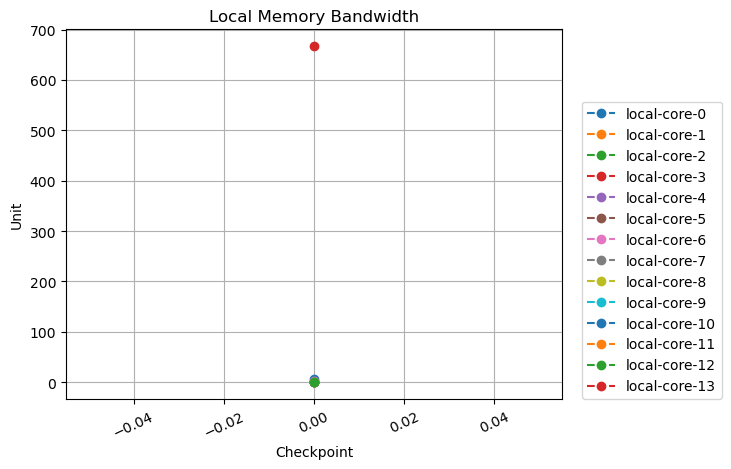 Local Memory Bandwidth
700
600
500
400
300
200
100
0
Unit
−0.04
−0.02
0.00
0.02
0.04
Checkpoint
local-core-0
local-core-1
local-core-2
local-core-3
local-core-4
local-core-5
local-core-6
local-core-7
local-core-8
local-core-9
local-core-10
local-core-11
local-core-12
local-core-13